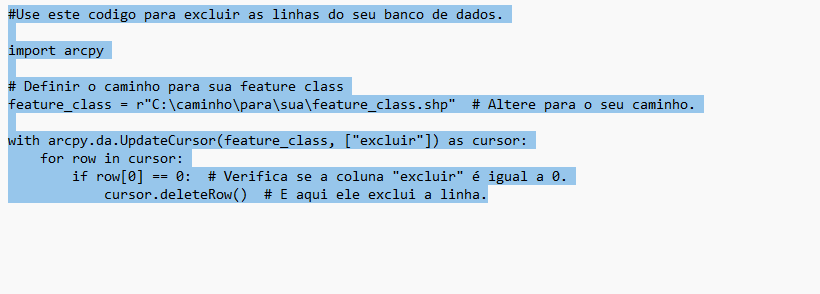 #Use este codigo para excluir as linhas do seu banco de dados.
import arcpy
# Definir o caminho para sua feature class
feature_class = r"C:\caminho\para\sua\feature_class.shp"  # Altere para o seu caminho.
with arcpy.da.UpdateCursor(feature_class, ["excluir"]) as cursor:
    for row in cursor:
        if row[0] == 0:  # Verifica se a coluna "excluir" é igual a 0.
            cursor.deleteRow()  # E aqui ele exclui a linha.